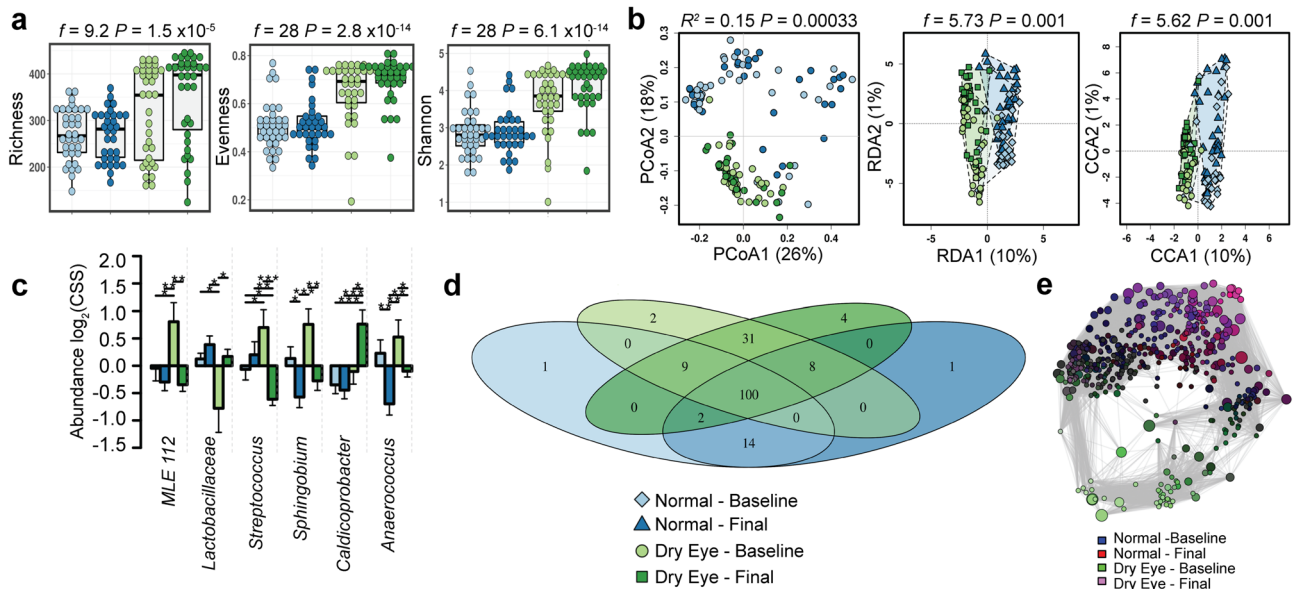 a
f = 9.2 P = 1.5 x10⁻⁵
f = 28 P = 2.8 x10⁻¹⁴
f = 28 P = 6.1 x10⁻¹⁴
Richness
400
300
200
Evenness
0.8
0.6
0.4
0.2
Shannon
5
4
3
2
1
b
R² = 0.15 P = 0.00033
f = 5.73 P = 0.001
f = 5.62 P = 0.001
PCoA2 (18%)
0.3
0.2
0.1
0.0
-0.1
-0.2
-0.2 0.0 0.2 0.4
PCoA1 (26%)
RDA2 (1%)
5
0
-5
-5 0 5
RDA1 (10%)
CCA2 (1%)
8
6
4
2
0
-2
-4
-6 -4 -2 0 2 4 6
CCA1 (10%)
c
Abundance log₂(CSS)
2.0
1.5
1.0
0.5
0.0
-0.5
-1.0
-1.5
MLE 112
Lactobacillaceae
Streptococcus
Sphingobium
Caldicoprobacter
Anaerococcus
d
2 4
0 31 0
1 9 8 1
100
0 2 0 0
14
Normal - Baseline
Normal - Final
Dry Eye - Baseline
Dry Eye - Final
e
Normal -Baseline
Normal - Final
Dry Eye - Baseline
Dry Eye - Final